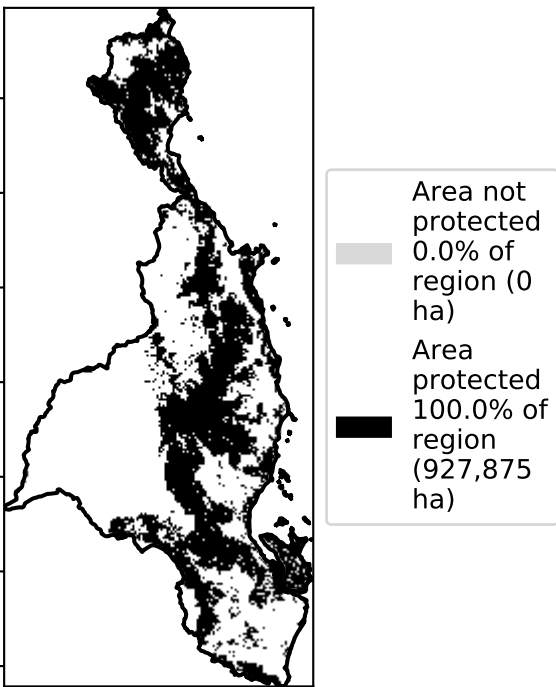 Area not
protected
0.0% of
region (0
ha)
Area
protected
100.0% of
region
(927,875
ha)